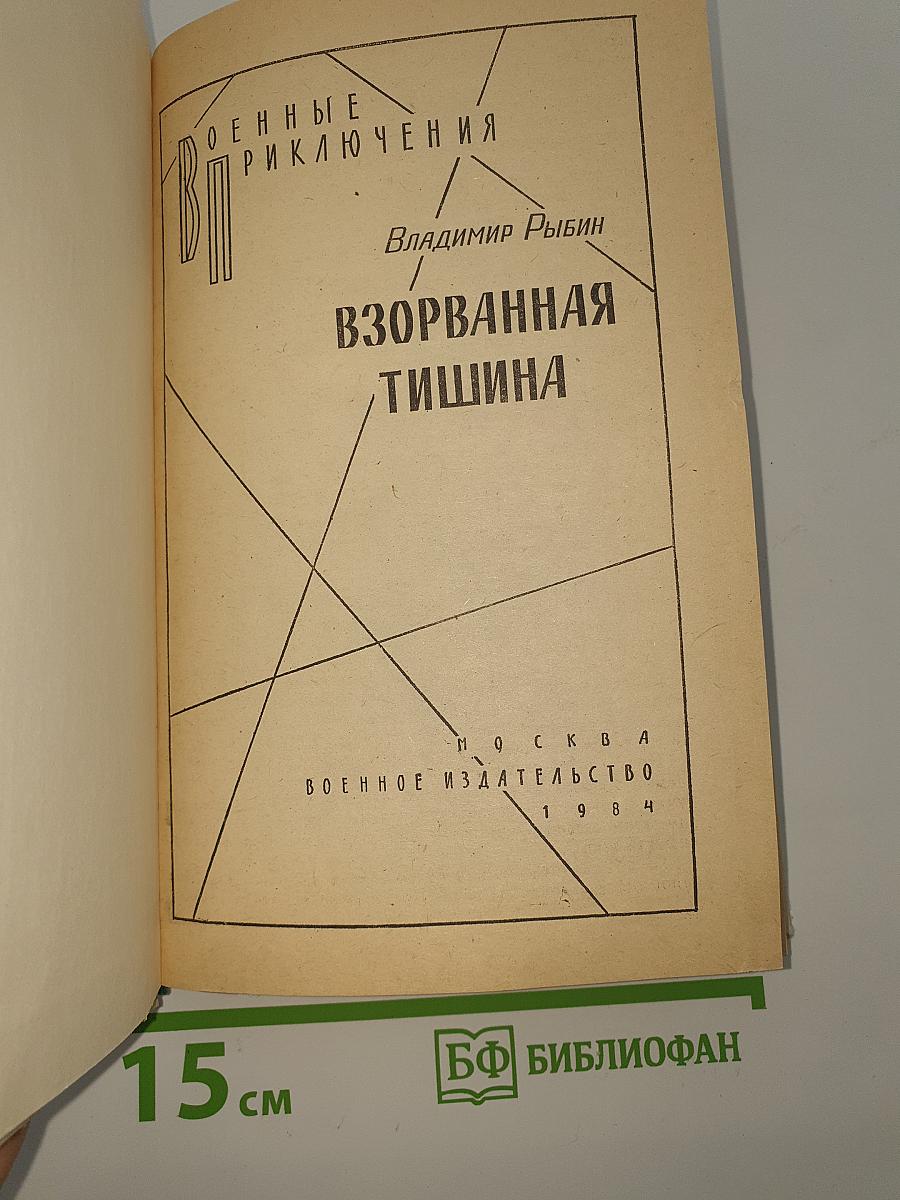 ВОЕННЫЕ
ПРИКЛЮЧЕНИЯ
ВЛАДИМИР РЫБИН
ВЗОРВАННАЯ
ТИШИНА
МОСКВА
ВОЕННОЕ ИЗДАТЕЛЬСТВО
1984
15 см
БФ БИБЛИОФАН